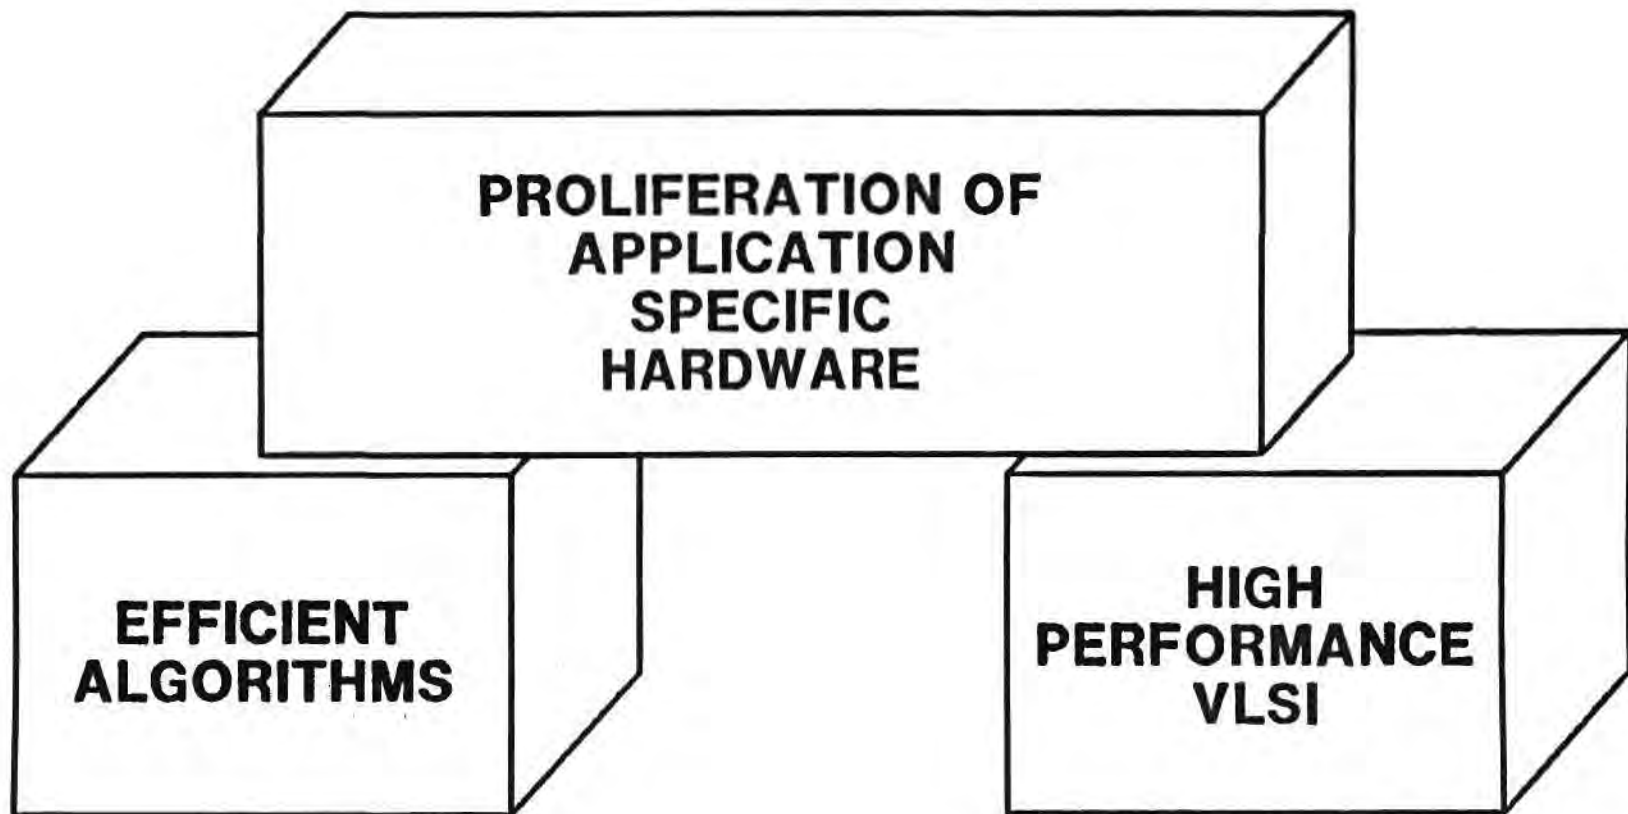 PROLIFERATION OF
APPLICATION
SPECIFIC
HARDWARE
EFFICIENT
ALGORITHMS
HIGH
PERFORMANCE
VLSI